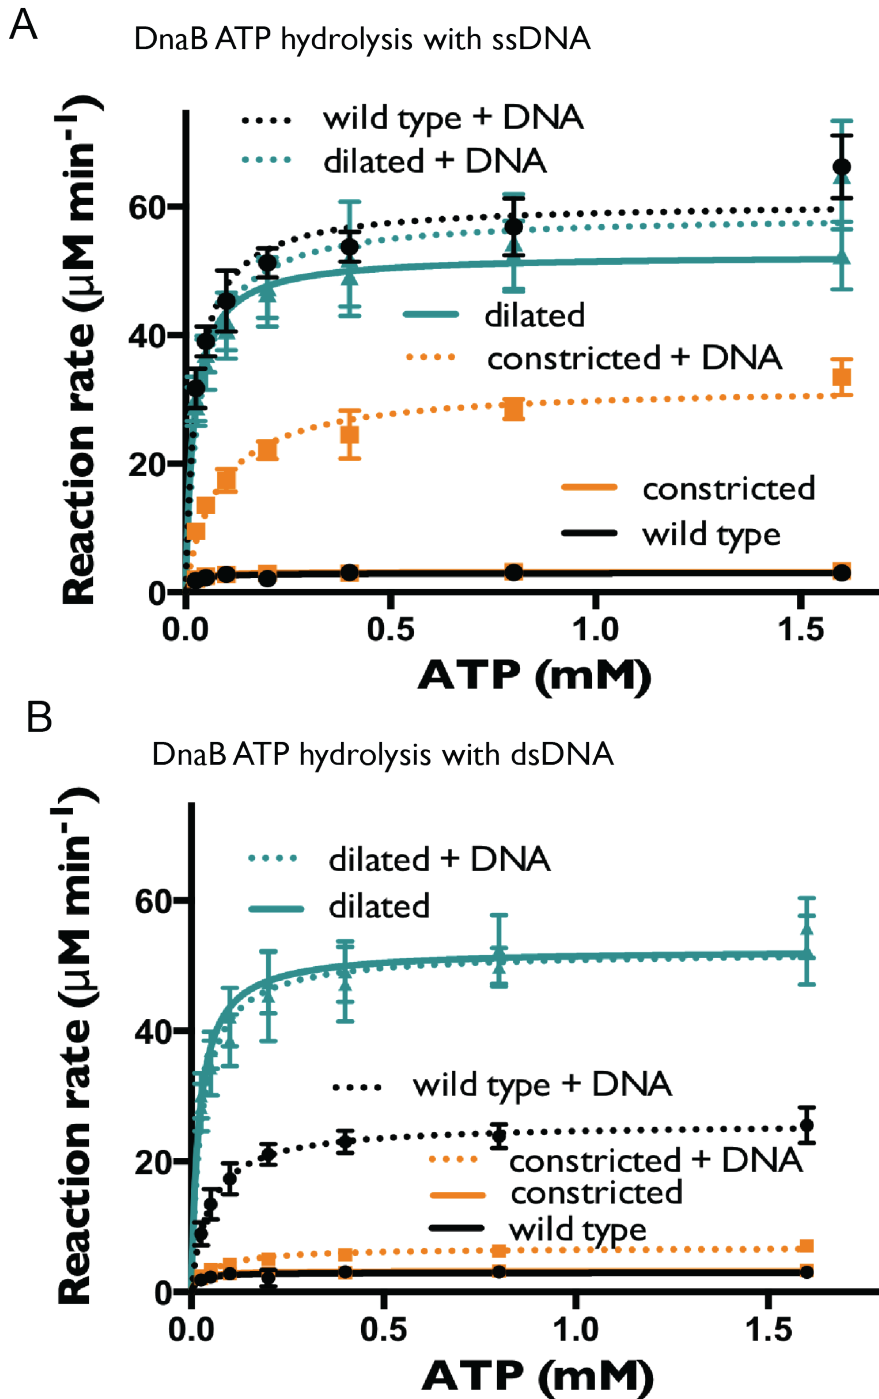 A
DnaB ATP hydrolysis with ssDNA
wild type + DNA
dilated + DNA
60
dilated
constricted + DNA
40
Reaction rate (μM min⁻¹)
20
constricted
wild type
0
0.0 0.5 1.0 1.5
ATP (mM)
B
DnaB ATP hydrolysis with dsDNA
dilated + DNA
dilated
60
40
Reaction rate (μM min⁻¹)
wild type + DNA
20
constricted + DNA
constricted
wild type
0
0.0 0.5 1.0 1.5
ATP (mM)